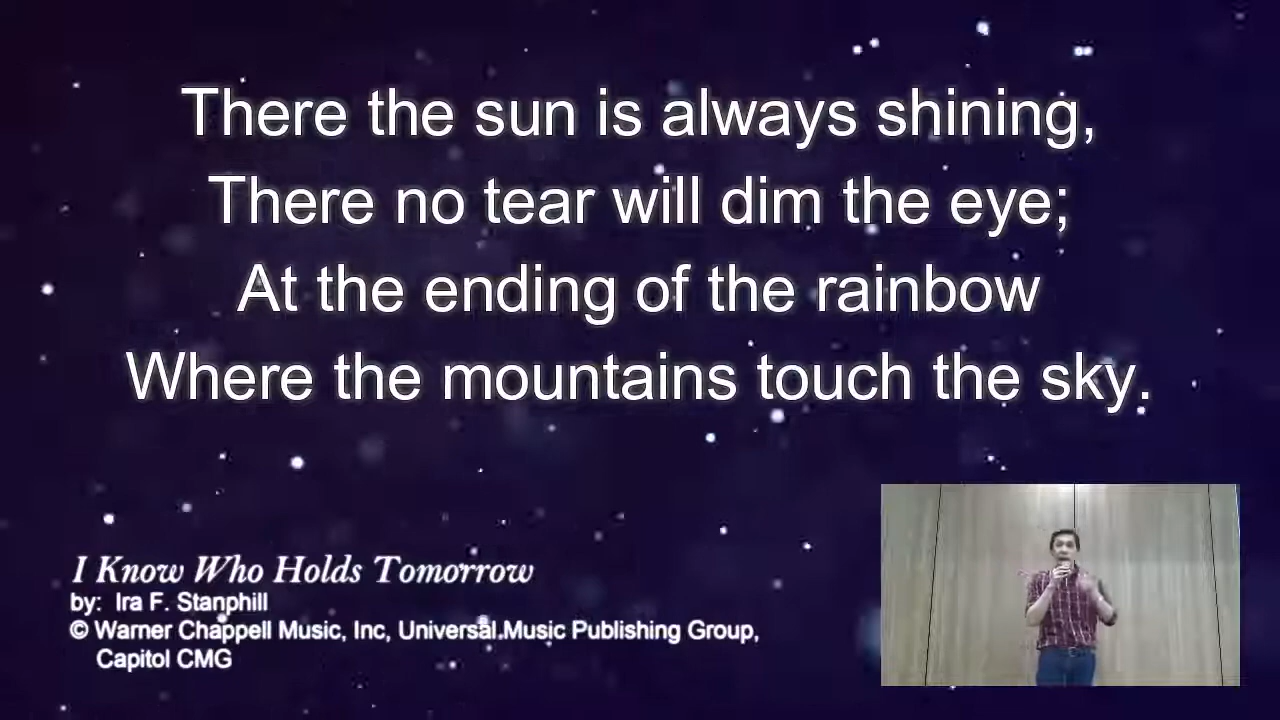 There the sun is always shining,
There no tear will dim the eye;
At the ending of the rainbow
Where the mountains touch the sky.
I Know Who Holds Tomorrow
by: Ira F. Stanphill
© Warner Chappell Music, Inc, Universal Music Publishing Group,
Capitol CMG